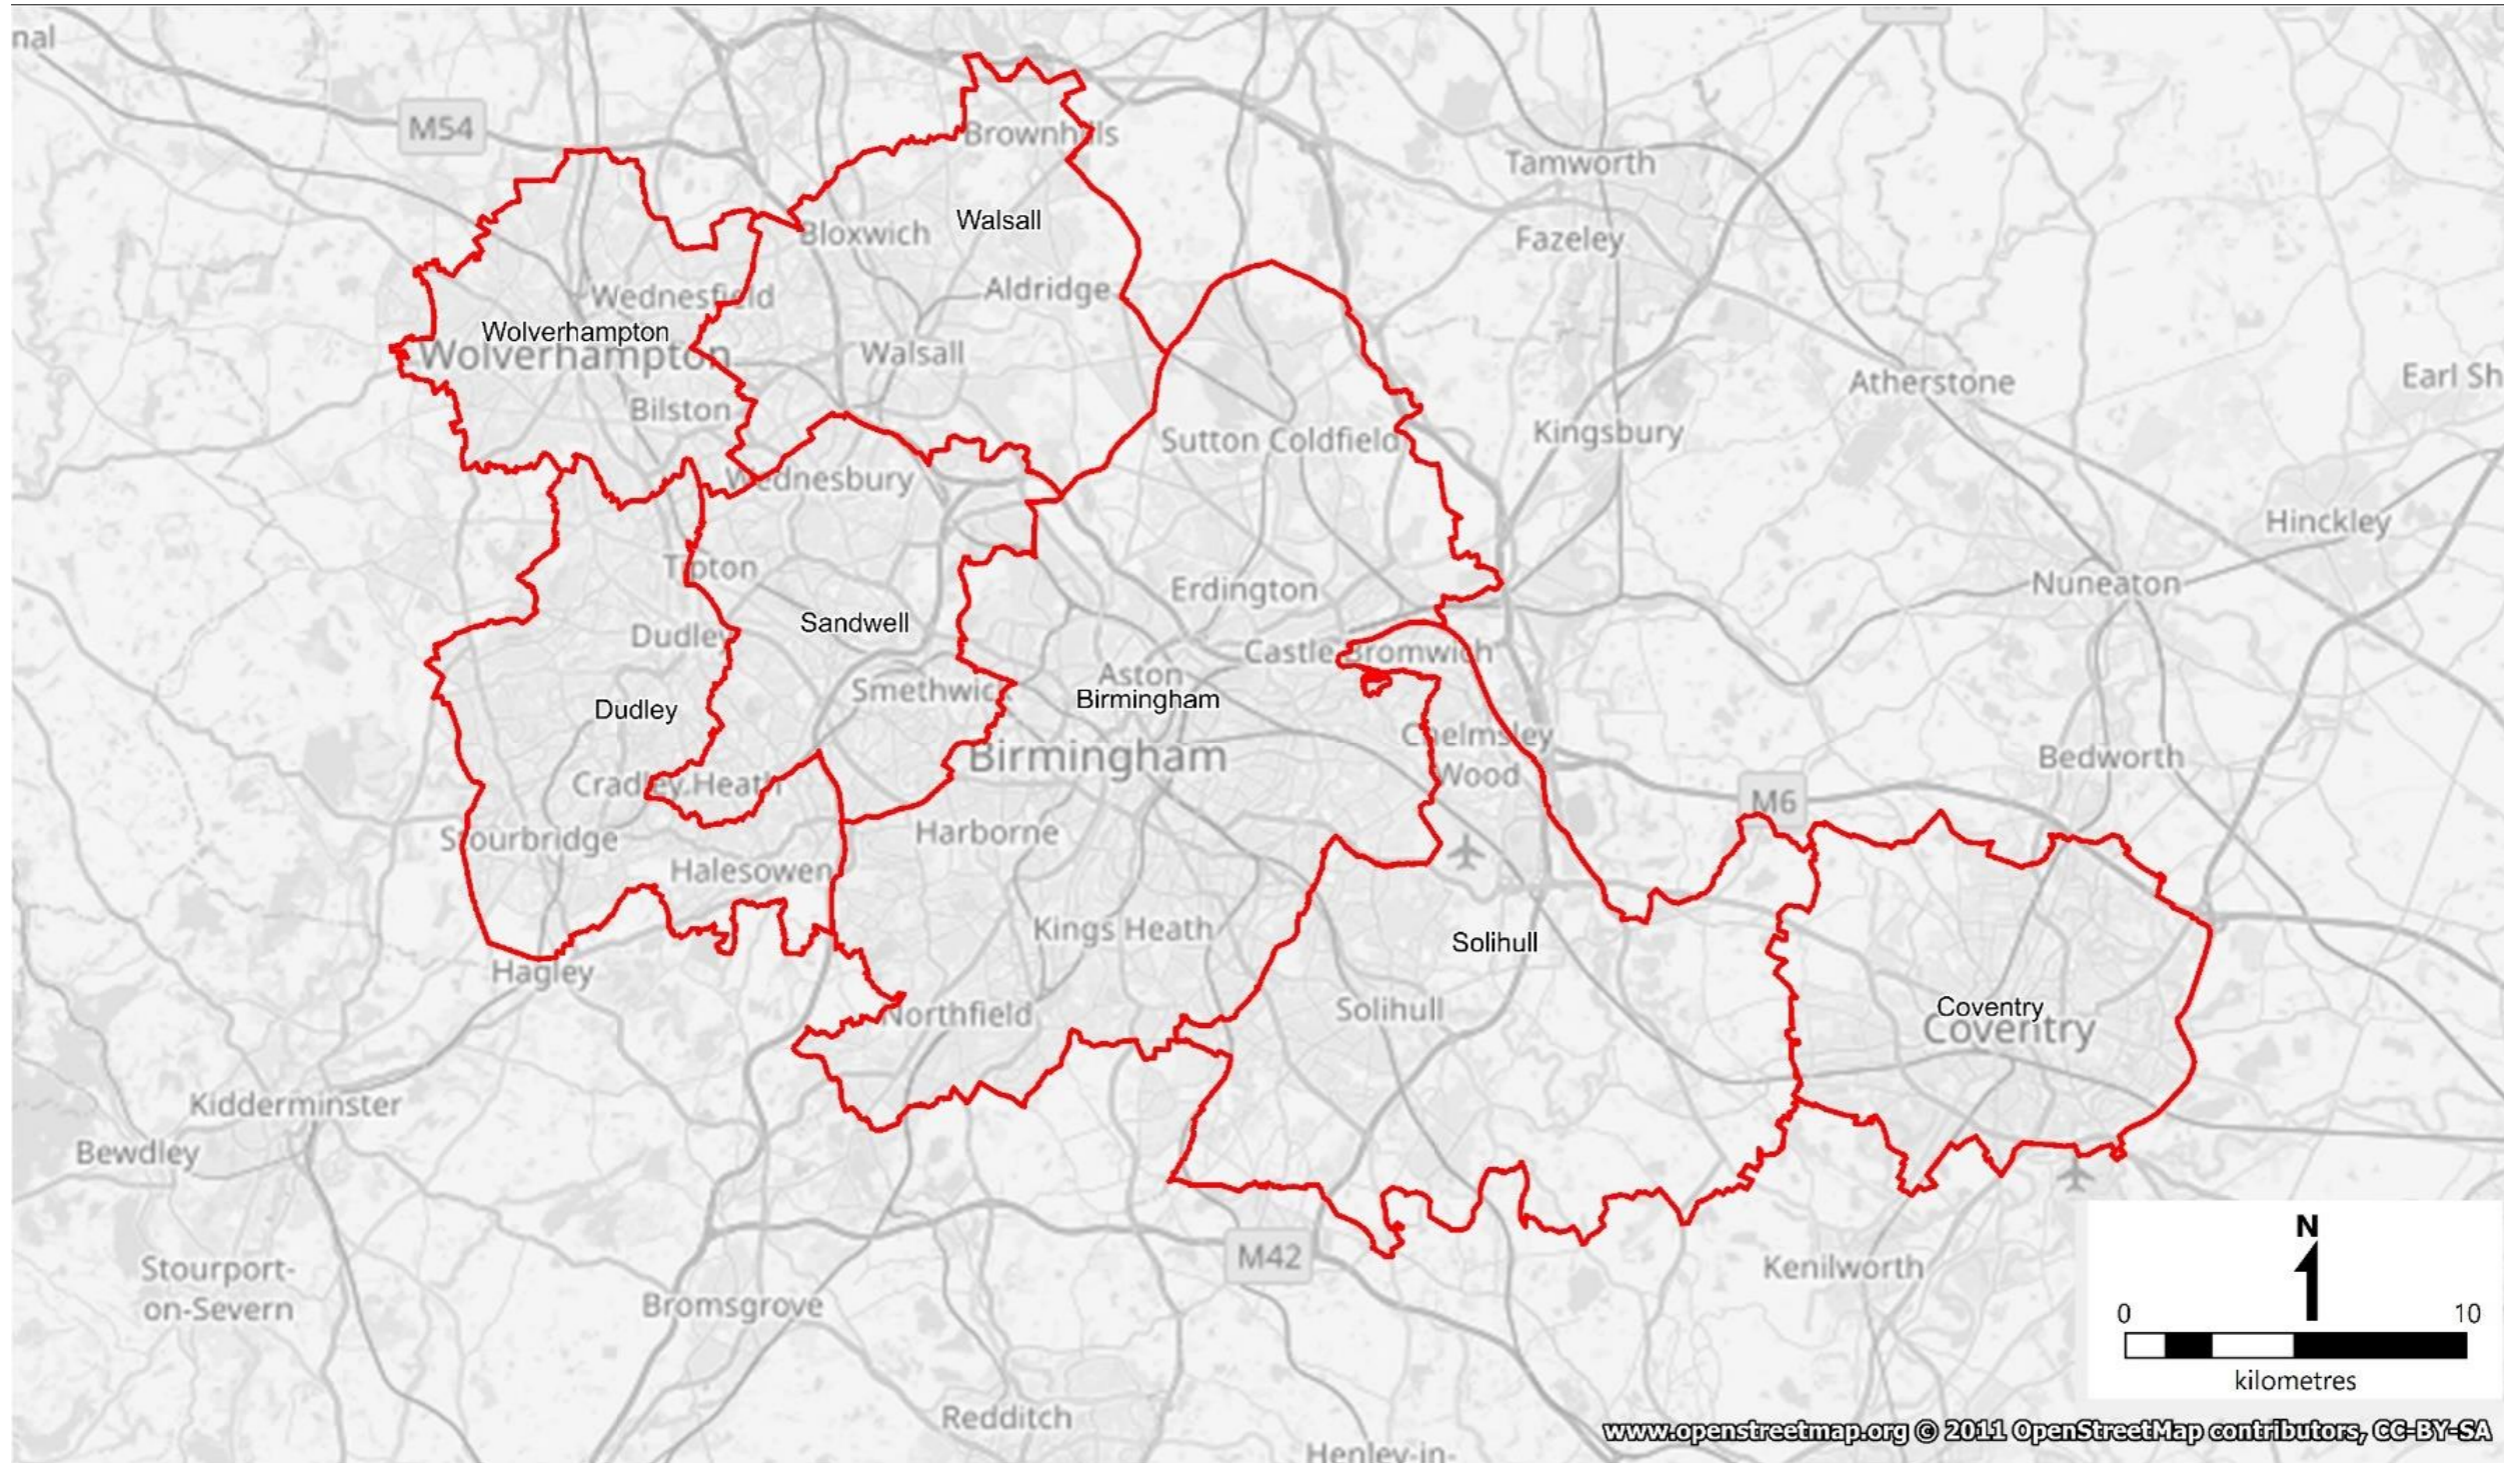 nal
M54
Brownhills
Tamworth
Bloxwich
Walsall
Fazeley
Wednesfield
Aldridge
Wolverhampton
Wolverhampton
Walsall
Atherstone
Earl Sh
Bilston
Sutton Coldfield
Kingsbury
Wednesbury
Hinckley
Tipton
Erdington
Nuneaton
Sandwell
Dudley
Castle Bromwich
Aston
Smethwick
Birmingham
Dudley
Chelmsley
Wood
Birmingham
Bedworth
Cradley Heath
M6
Stourbridge
Harborne
Halesowen
Kings Heath
Solihull
Hagley
Northfield
Solihull
Coventry
Coventry
Kidderminster
Bewdley
N
M42
Kenilworth
Stourport-
on-Severn
Bromsgrove
0 10
kilometres
Redditch
www.openstreetmap.org © 2011 OpenStreetMap contributors, CC-BY-SA
Henley-in-